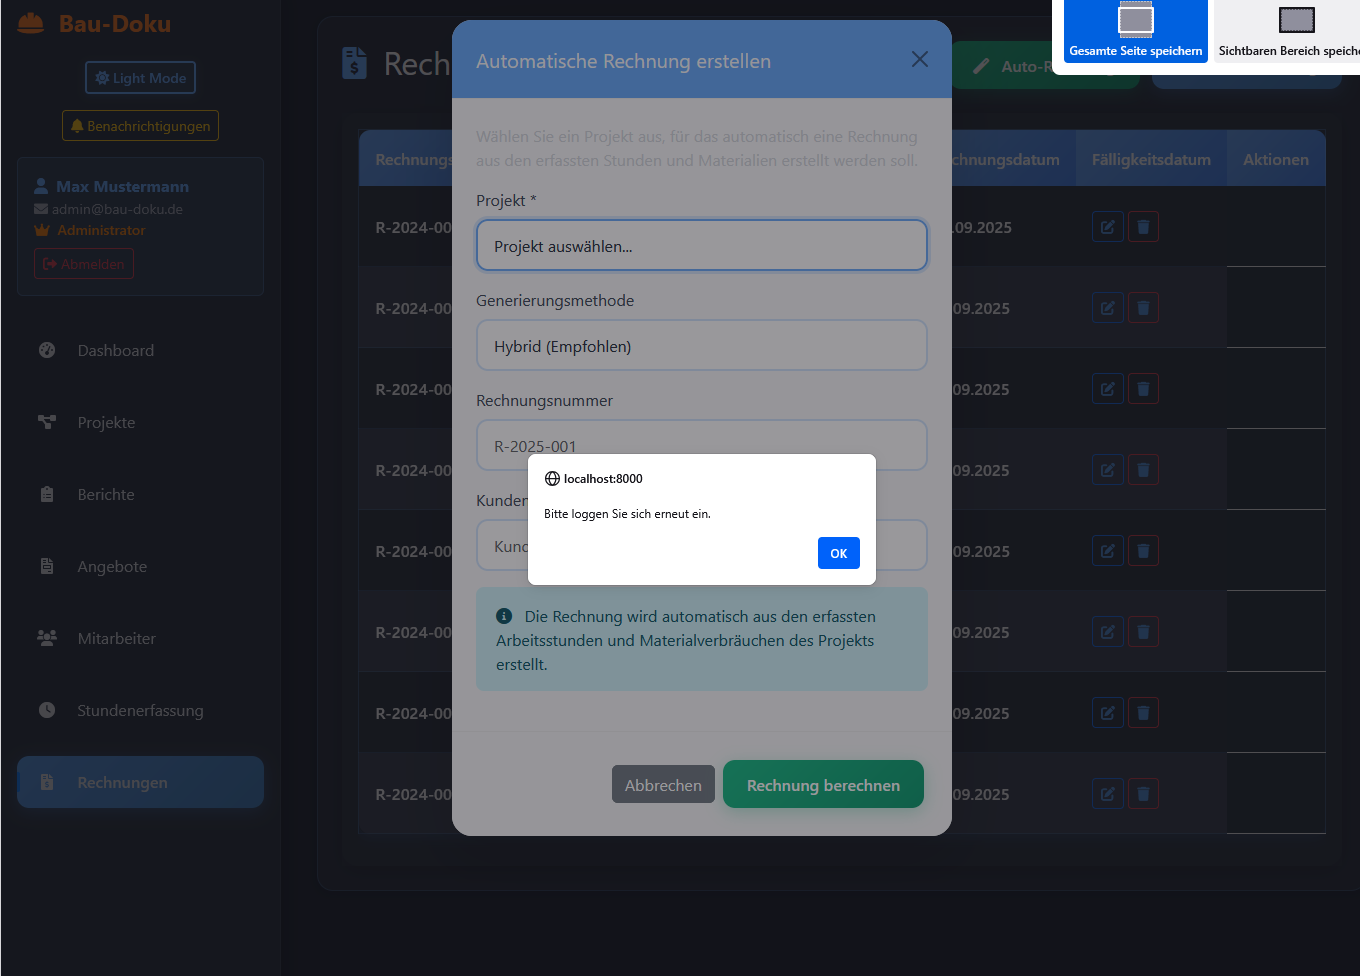 Bau-Doku
Light Mode
Benachrichtigungen
Max Mustermann
admin@bau-doku.de
Administrator
Abmelden
Dashboard
Projekte
Berichte
Angebote
Mitarbeiter
Stundenerfassung
Rechnungen
Gesamte Seite speichern
Sichtbaren Bereich speiche
Rech
Auto-R
Rechnungs
chnungsdatum
Fälligkeitsdatum
Aktionen
R-2024-00
.09.2025
R-2024-00
09.2025
R-2024-00
09.2025
R-2024-00
09.2025
R-2024-00
09.2025
R-2024-00
09.2025
R-2024-00
09.2025
R-2024-00
09.2025
Automatische Rechnung erstellen
Wählen Sie ein Projekt aus, für das automatisch eine Rechnung
aus den erfassten Stunden und Materialien erstellt werden soll.
Projekt *
Projekt auswählen...
Generierungsmethode
Hybrid (Empfohlen)
Rechnungsnummer
R-2025-001
Kunden
Kund
localhost:8000
Bitte loggen Sie sich erneut ein.
OK
Die Rechnung wird automatisch aus den erfassten
Arbeitsstunden und Materialverbräuchen des Projekts
erstellt.
Abbrechen
Rechnung berechnen